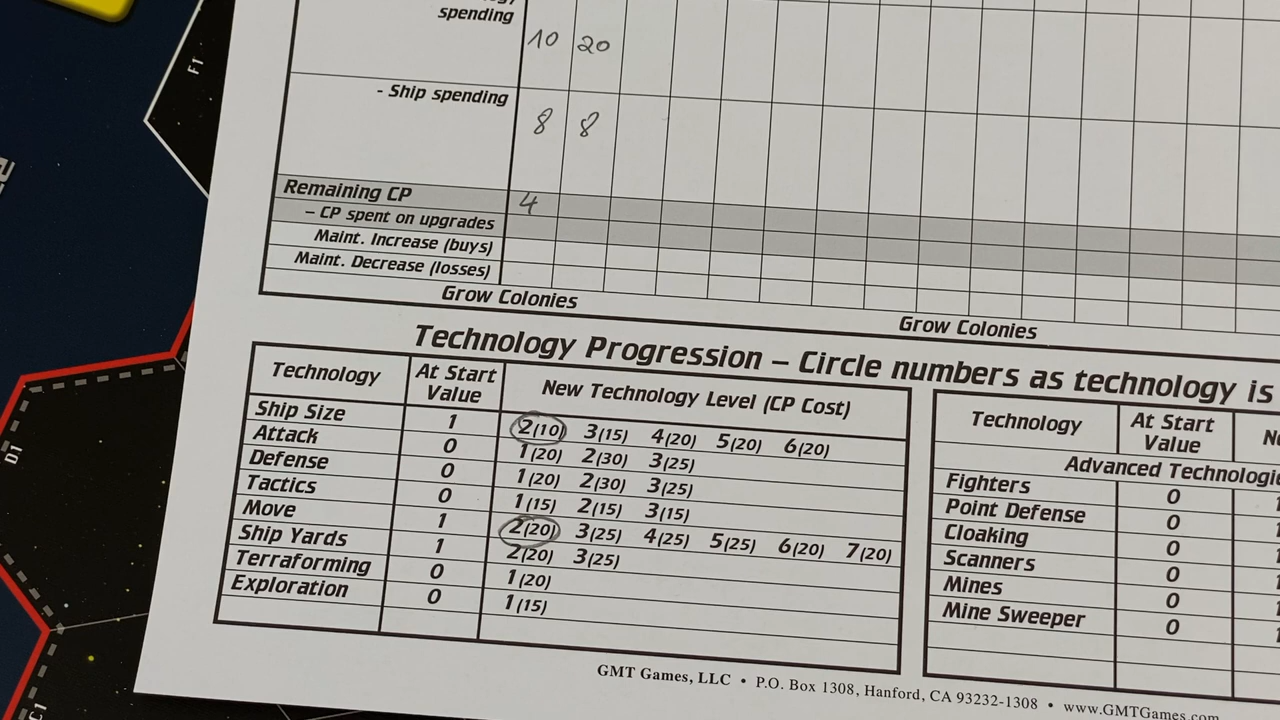 spending
10 20
- Ship spending
8 8
Remaining CP
4
– CP spent on upgrades
Maint. Increase (buys)
Maint. Decrease (losses)
Grow Colonies
Grow Colonies
Technology Progression – Circle numbers as technology is
Technology At Start Value New Technology Level (CP Cost)
Ship Size 1 2(10) 3(15) 4(20) 5(20) 6(20)
Attack 0 1(20) 2(30) 3(25)
Defense 0 1(20) 2(30) 3(25)
Tactics 0 1(15) 2(15) 3(15)
Move 1 2(20) 3(25) 4(25) 5(25) 6(20) 7(20)
Ship Yards 1 2(20) 3(25)
Terraforming 0 1(20)
Exploration 0 1(15)
Technology At Start Value
Advanced Technologie
Fighters 0 1
Point Defense 0 1
Cloaking 0 1
Scanners 0 1
Mines 0 1
Mine Sweeper 0 1
GMT Games, LLC • P.O. Box 1308, Hanford, CA 93232-1308 • www.GMTGames.com
F1
D1
C1